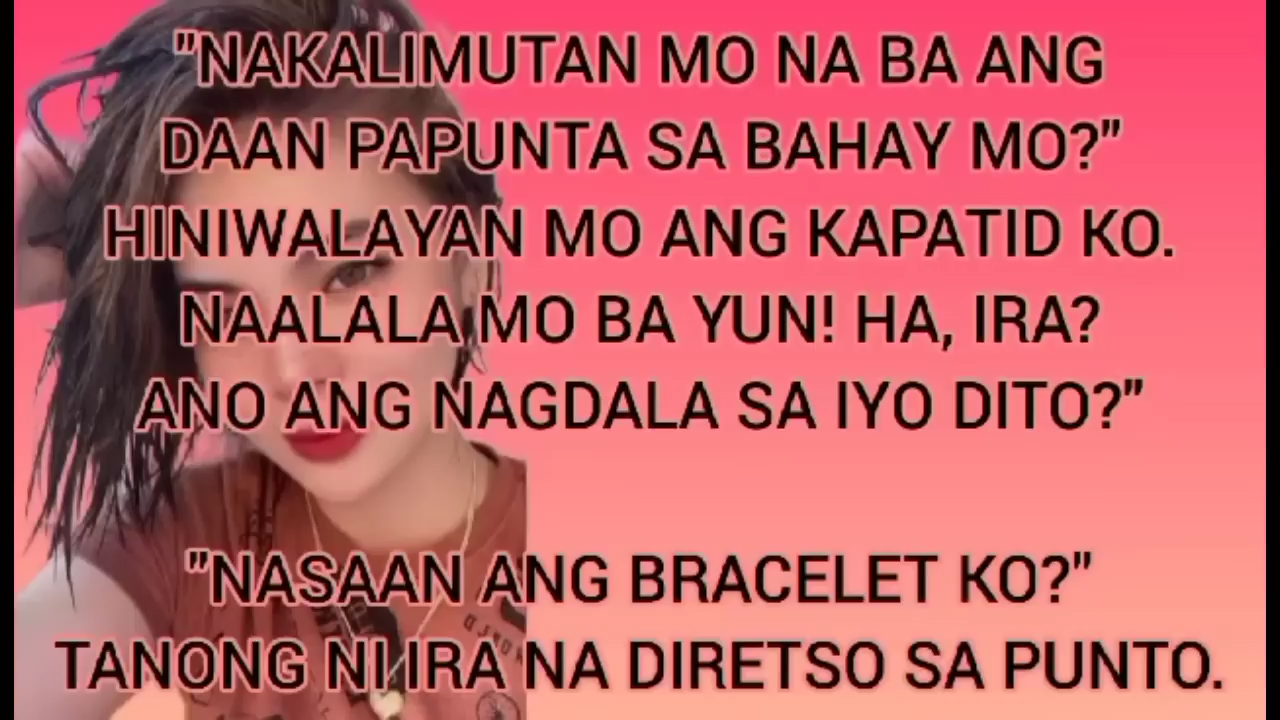 "NAKALIMUTAN MO NA BA ANG
DAAN PAPUNTA SA BAHAY MO?"
HINIWALAYAN MO ANG KAPATID KO.
NAALALA MO BA YUN! HA, IRA?
ANO ANG NAGDALA SA IYO DITO?"
"NASAAN ANG BRACELET KO?"
TANONG NI IRA NA DIRETSO SA PUNTO.